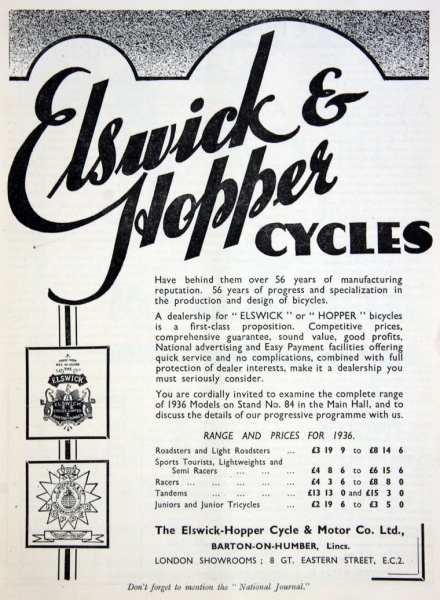 Elswick &
Hopper
CYCLES
Have behind them over 56 years of manufacturing
reputation. 56 years of progress and specialization in
the production and design of bicycles.
A dealership for "ELSWICK" or "HOPPER" bicycles
is a first-class proposition. Competitive prices,
comprehensive guarantee, sound value, good profits,
National advertising and Easy Payment facilities offering
quick service and no complications, combined with full
protection of dealer interests, make it a dealership you
must seriously consider.
You are cordially invited to examine the complete range
of 1936 Models on Stand No. 84 in the Main Hall, and to
discuss the details of our progressive programme with us.
RANGE AND PRICES FOR 1936.
Roadsters and Light Roadsters ... £3 19 9 to £8 14 6
Sports Tourists, Lightweights and
Semi Racers ... ... ... £4 8 6 to £6 15 6
Racers ... ... ... ... ... £4 3 6 to £8 8 0
Tandems ... ... ... ... £13 13 0 and £15 3 0
Juniors and Junior Tricycles ... £2 19 6 to £3 5 0
THE
ELSWICK
The Elswick-Hopper Cycle & Motor Co. Ltd.,
BARTON-ON-HUMBER, Lincs.
LONDON SHOWROOMS ; 8 GT. EASTERN STREET, E.C.2.
Don't forget to mention the "National Journal."